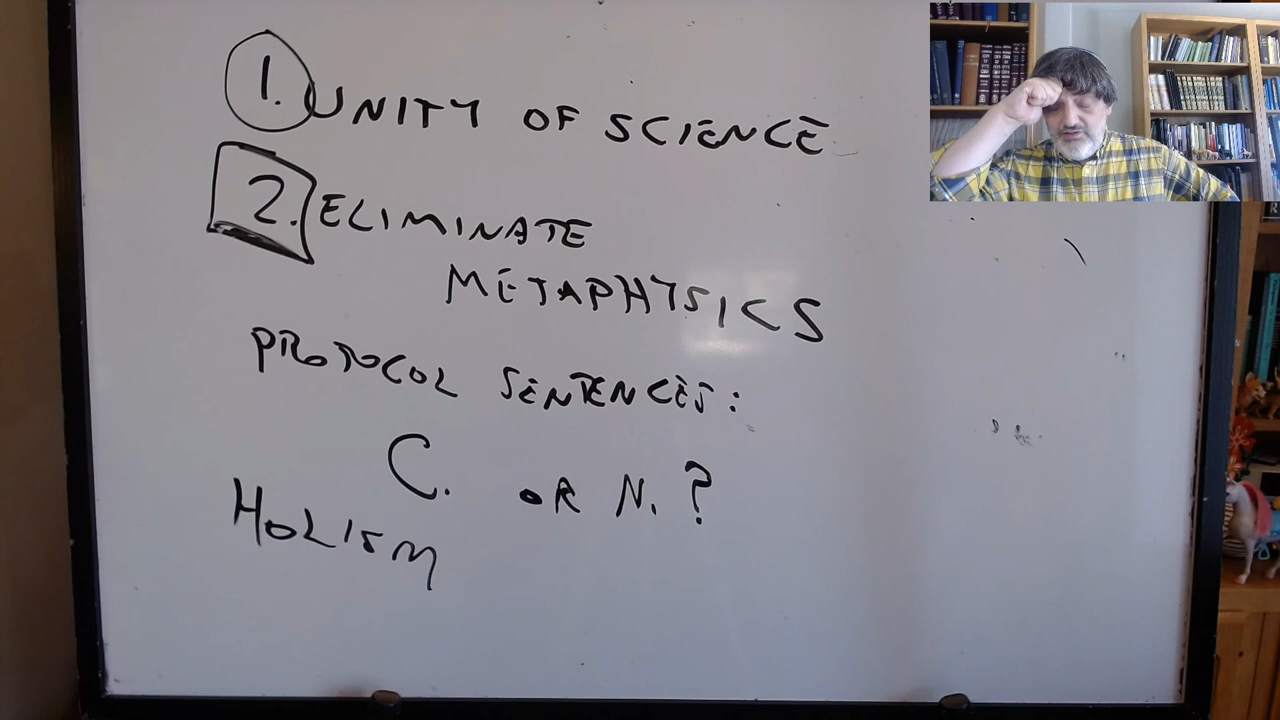 1. UNITY OF SCIENCE
2. ELIMINATE
METAPHYSICS
PROTOCOL SENTENCES:
C. OR N. ?
HOLISM